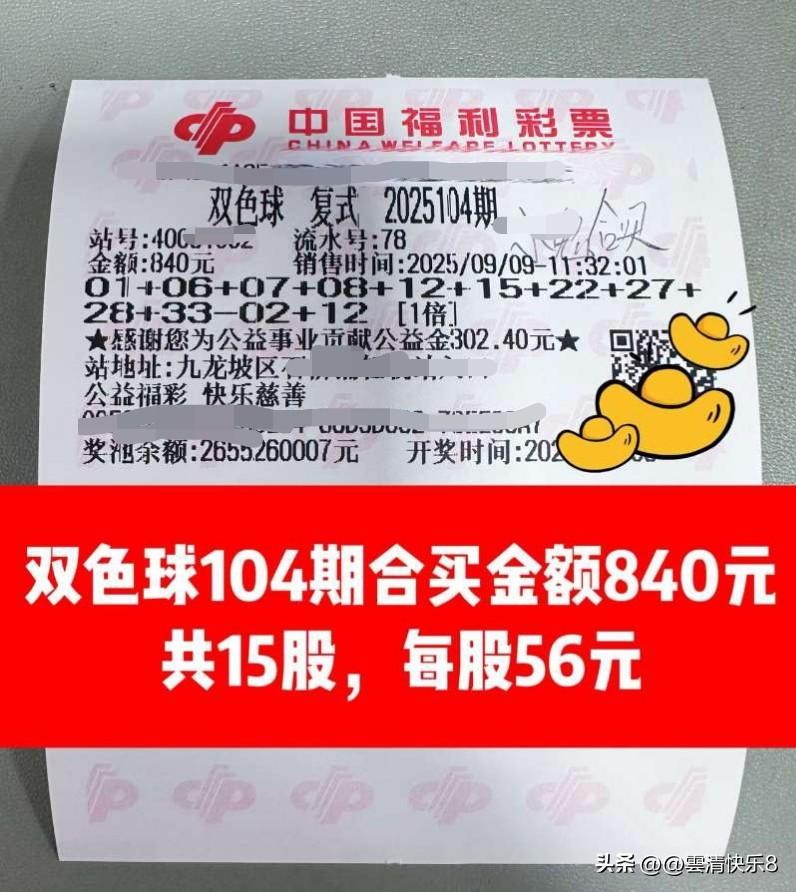 中国福利彩票
CHINA WELFARE LOTTERY
双色球 复式 2025104期
合买
站号:400 流水号:78
金额:840元 销售时间:2025/09/09-11:32:01
01+06+07+08+12+15+22+27+
28+33-02+12 [1倍]
★感谢您为公益事业贡献公益金302.40元★
站地址:九龙坡区
公益福彩 快乐慈善
奖池余额:2655260007元 开奖时间:202
双色球104期合买金额840元
共15股，每股56元
头条 @@雲清快乐8